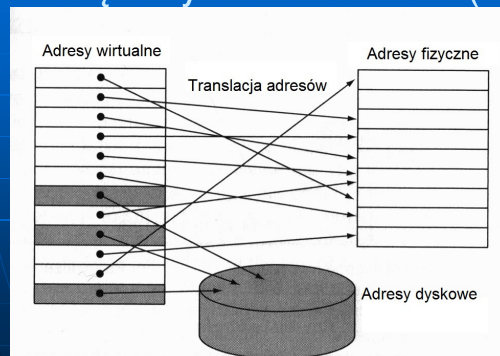 Adresy wirtualne
Adresy fizyczne
Translacja adresów
Adresy dyskowe